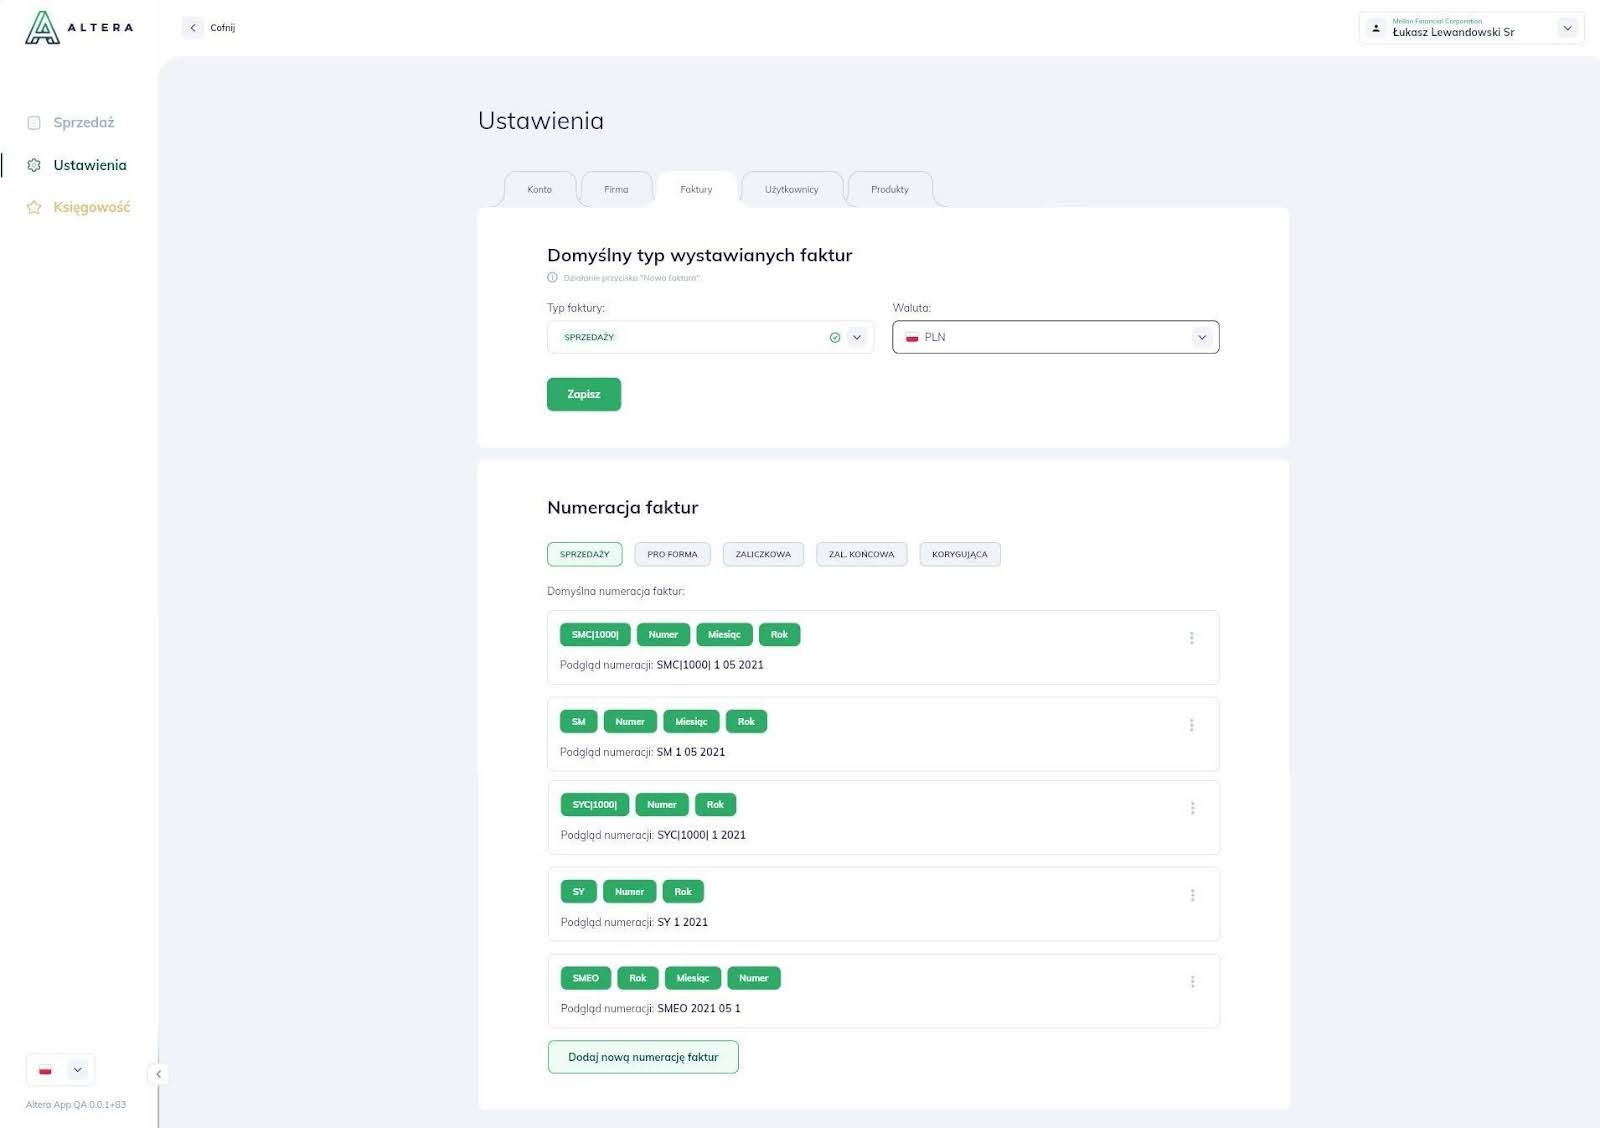 ALTERA
Cofnij
Mellon Financial Corporation
Łukasz Lewandowski Sr
Sprzedaż
Ustawienia
Księgowość
Ustawienia
Konto
Firma
Faktury
Użytkownicy
Produkty
Domyślny typ wystawianych faktur
Działanie przycisku "Nowa faktura"
Typ faktury:
Waluta:
SPRZEDAŻY
PLN
Zapisz
Numeracja faktur
SPRZEDAŻY
PRO FORMA
ZALICZKOWA
ZAL. KOŃCOWA
KORYGUJĄCA
Domyślna numeracja faktur:
SMC|1000| Numer Miesiąc Rok
Podgląd numeracji: SMC|1000| 1 05 2021
SM Numer Miesiąc Rok
Podgląd numeracji: SM 1 05 2021
SYC|1000| Numer Rok
Podgląd numeracji: SYC|1000| 1 2021
SY Numer Rok
Podgląd numeracji: SY 1 2021
SMEO Rok Miesiąc Numer
Podgląd numeracji: SMEO 2021 05 1
Dodaj nową numerację faktur
Altera App QA 0.0.1+83